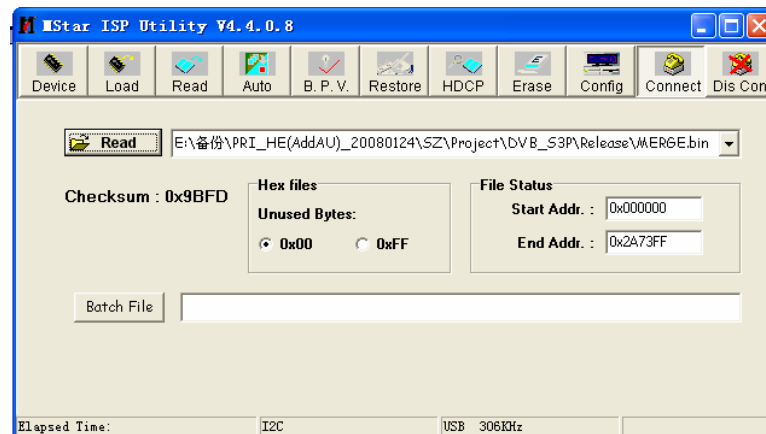 MStar ISP Utility V4.4.0.8
Device Load Read Auto B. P. V. Restore HDCP Erase Config Connect Dis Con
Read E:\备份\PRI_HE(AddAU)_20080124\SZ\Project\DVB_S3P\Release\MERGE.bin
Checksum : 0x9BFD
Hex files
Unused Bytes:
0x00 0xFF
File Status
Start Addr. : 0x000000
End Addr. : 0x2A73FF
Batch File
Elapsed Time: I2C USB 306KHz